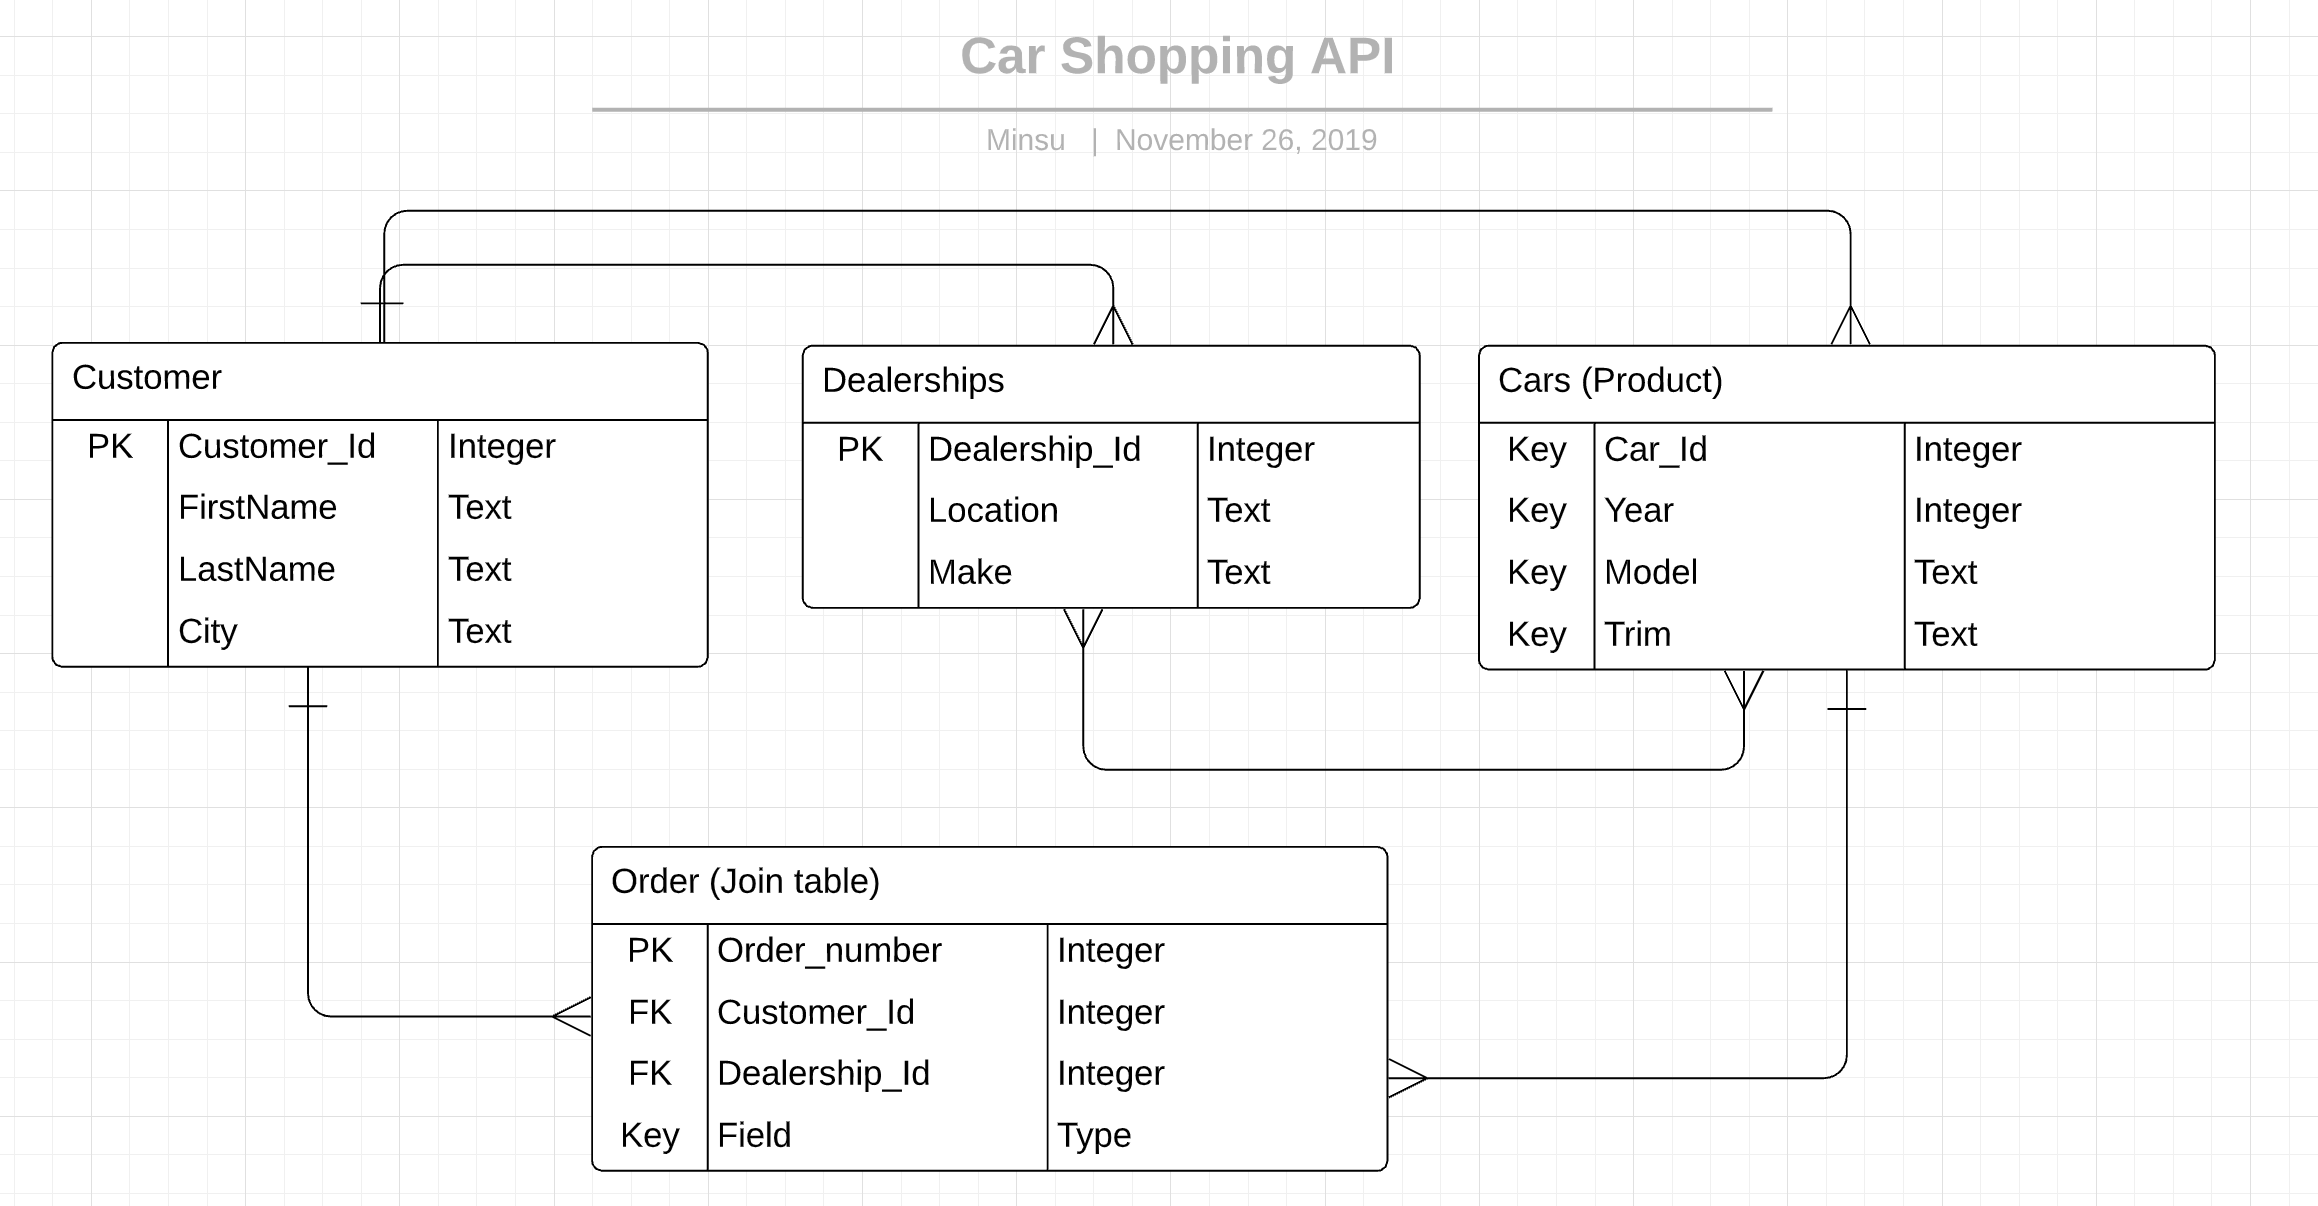 Car Shopping API
Minsu | November 26, 2019
Customer
PK Customer_Id Integer
FirstName Text
LastName Text
City Text
Dealerships
PK Dealership_Id Integer
Location Text
Make Text
Cars (Product)
Key Car_Id Integer
Key Year Integer
Key Model Text
Key Trim Text
Order (Join table)
PK Order_number Integer
FK Customer_Id Integer
FK Dealership_Id Integer
Key Field Type